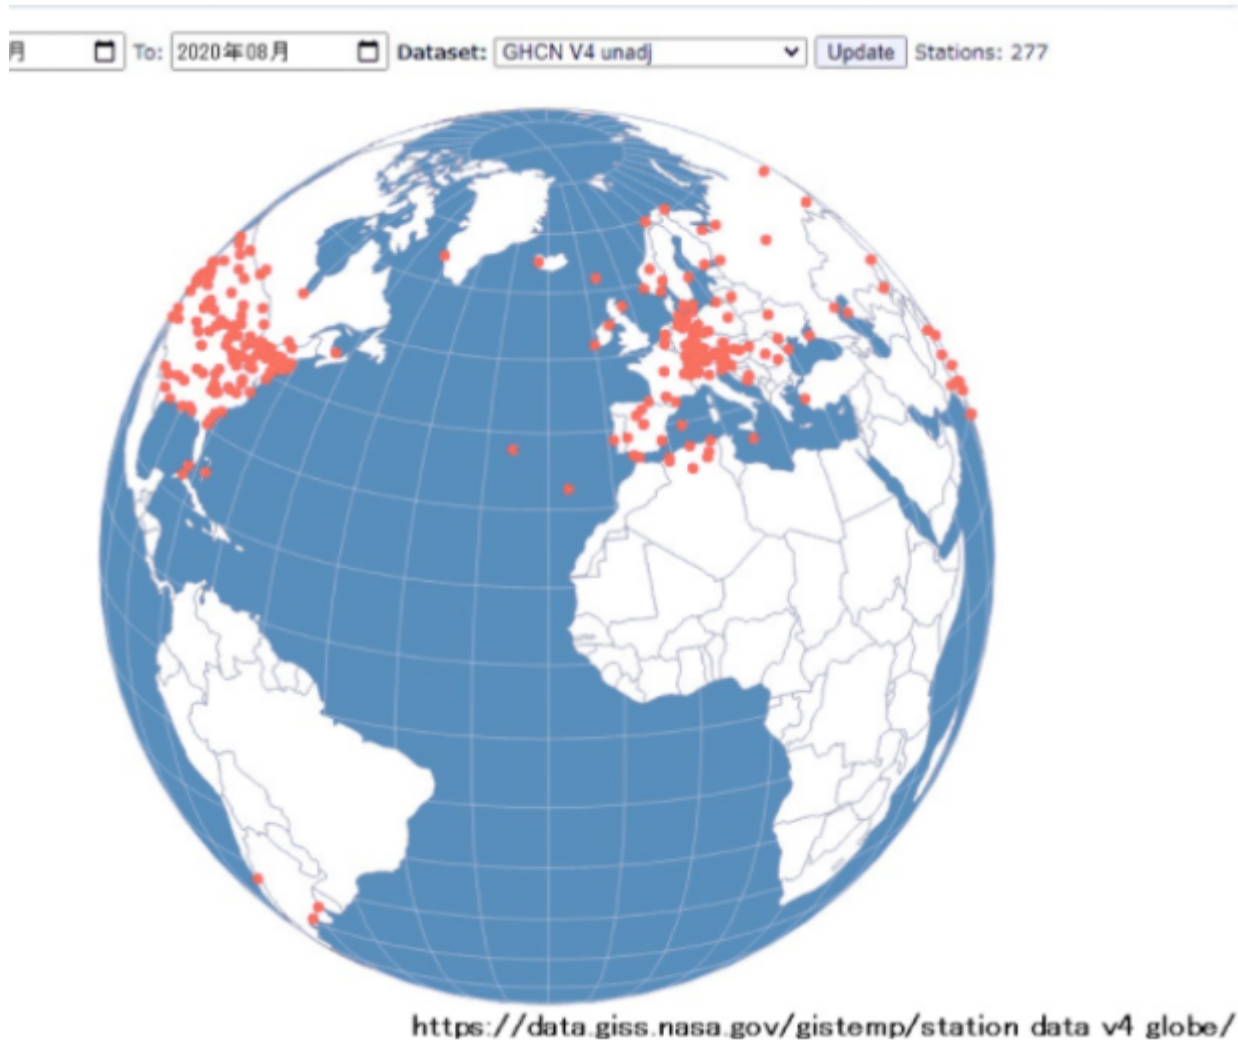 月 To: 2020年08月 Dataset: GHCN V4 unadj Update Stations: 277
https://data.giss.nasa.gov/gistemp/station data v4 globe/